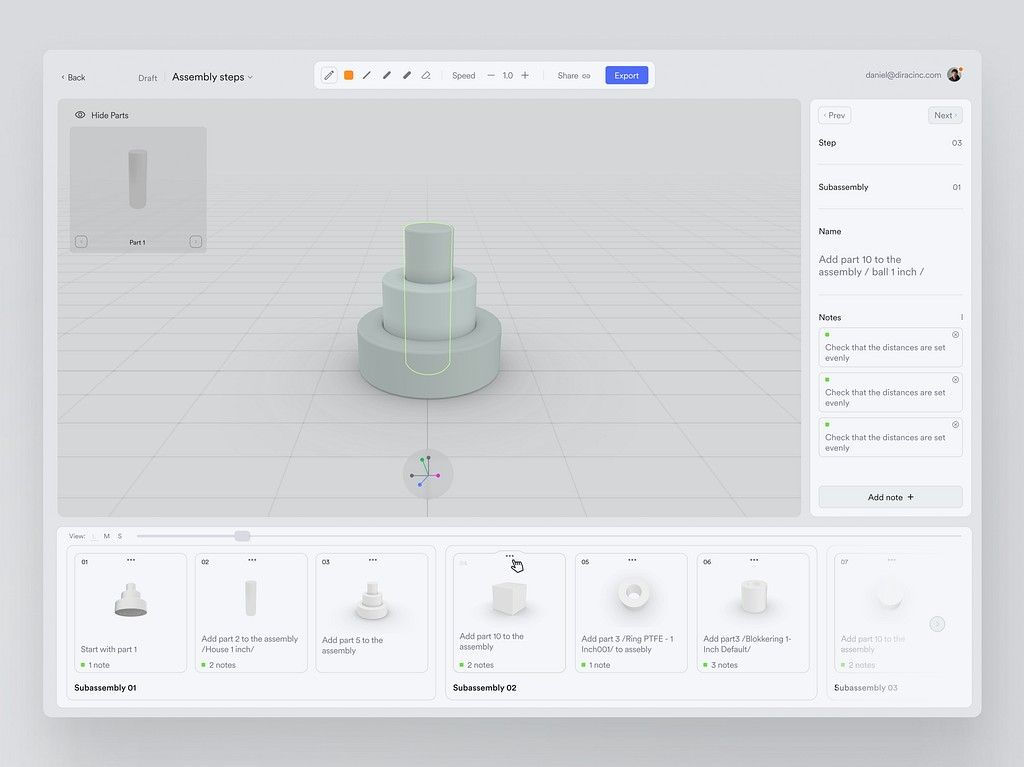 Back
Draft
Assembly steps
Speed
1.0
Share
Export
daniel@diracinc.com
Hide Parts
Part 1
Prev
Next
Step
03
Subassembly
01
Name
Add part 10 to the
assembly / ball 1 inch /
Notes
Check that the distances are set
evenly
Check that the distances are set
evenly
Check that the distances are set
evenly
Add note +
View: L M S
01
Start with part 1
1 note
02
Add part 2 to the assembly
/House 1 inch/
2 notes
03
Add part 5 to the
assembly
Subassembly 01
04
Add part 10 to the
assembly
2 notes
05
Add part 3 /Ring PTFE - 1
Inch001/ to assebly
1 note
06
Add part3 /Blokkering 1-
Inch Default/
3 notes
Subassembly 02
07
Add part 10 to the
assembly
2 notes
Subassembly 03